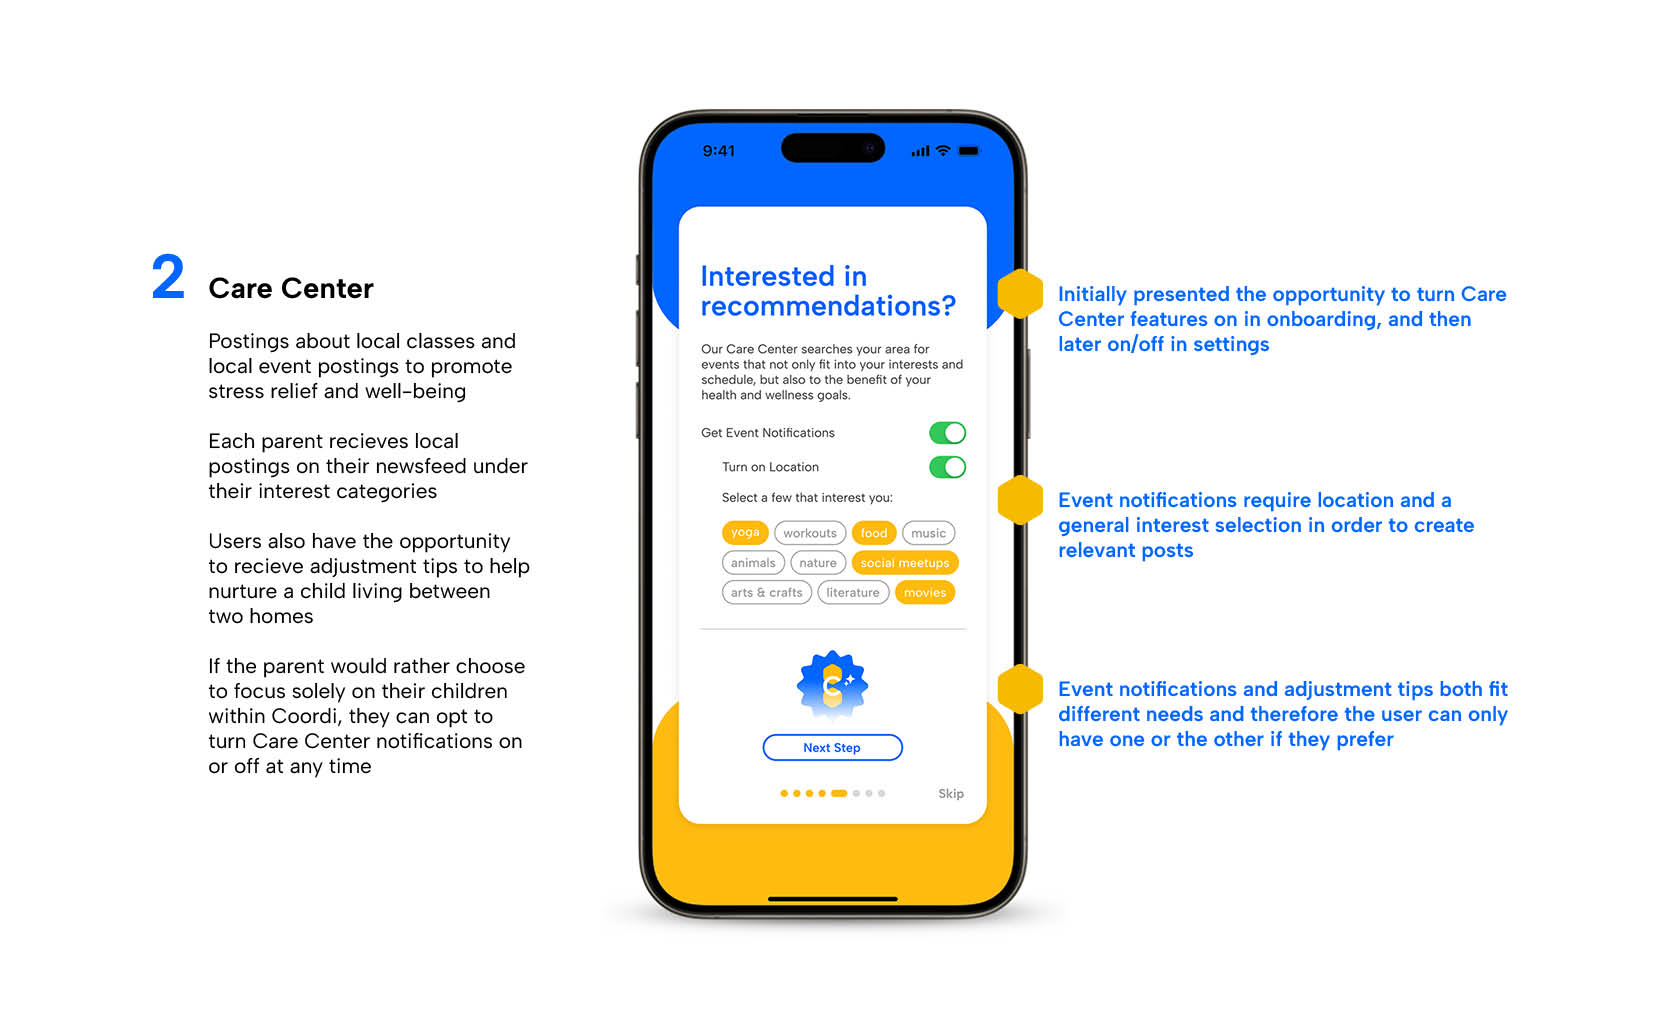 2
Care Center
Postings about local classes and
local event postings to promote
stress relief and well-being
Each parent recieves local
postings on their newsfeed under
their interest categories
Users also have the opportunity
to recieve adjustment tips to help
nurture a child living between
two homes
If the parent would rather choose
to focus solely on their children
within Coordi, they can opt to
turn Care Center notifications on
or off at any time
9:41
Interested in
recommendations?
Our Care Center searches your area for
events that not only fit into your interests and
schedule, but also to the benefit of your
health and wellness goals.
Get Event Notifications
Turn on Location
Select a few that interest you:
yoga workouts food music
animals nature social meetups
arts & crafts literature movies
C
Next Step
Skip
Initially presented the opportunity to turn Care
Center features on in onboarding, and then
later on/off in settings
Event notifications require location and a
general interest selection in order to create
relevant posts
Event notifications and adjustment tips both fit
different needs and therefore the user can only
have one or the other if they prefer